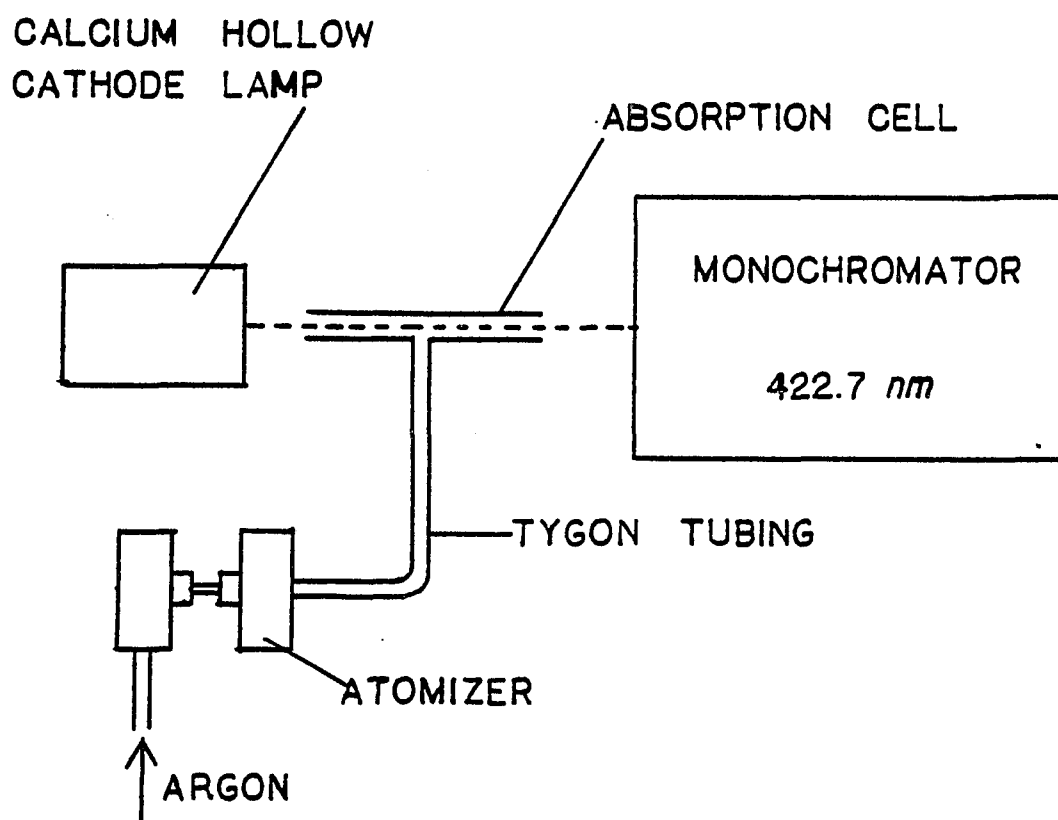 CALCIUM HOLLOW
CATHODE LAMP
ABSORPTION CELL
MONOCHROMATOR
422.7 nm
TYGON TUBING
ATOMIZER
ARGON